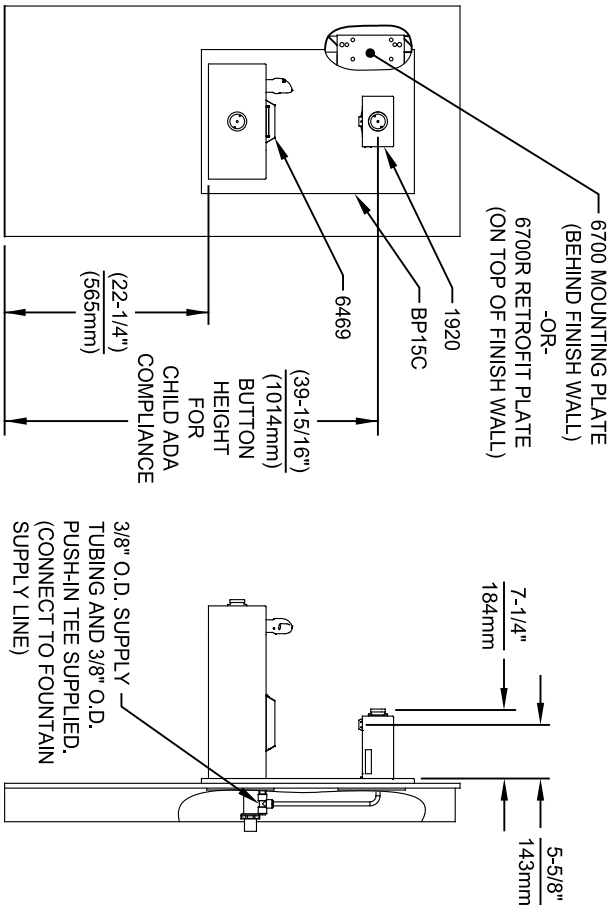 6700 MOUNTING PLATE
(BEHIND FINISH WALL)
-OR-
6700R RETROFIT PLATE
(ON TOP OF FINISH WALL)
1920
BP15C
6469
(22-1/4")
(565mm)
(39-15/16")
(1014mm)
BUTTON
HEIGHT
FOR
CHILD ADA
COMPLIANCE
7-1/4"
184mm
5-5/8"
143mm
3/8" O.D. SUPPLY
TUBING AND 3/8" O.D.
PUSH-IN TEE SUPPLIED.
(CONNECT TO FOUNTAIN
SUPPLY LINE)